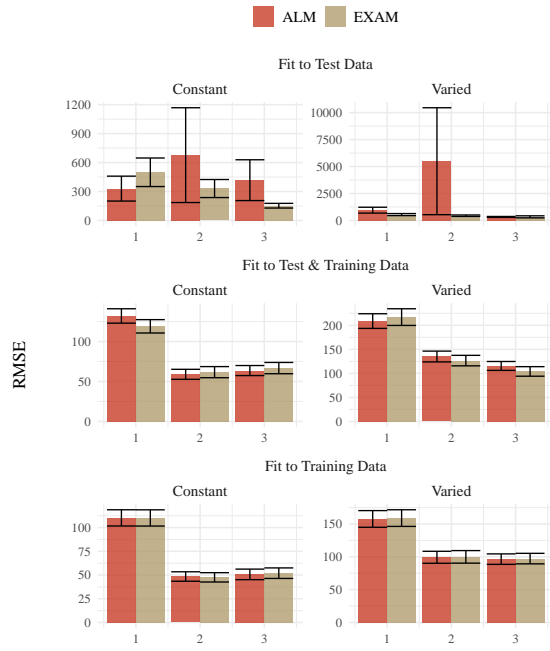 ALM EXAM
Fit to Test Data
Constant Varied
1200
900
600
300
0
10000
7500
5000
2500
0
1 2 3 1 2 3
Fit to Test & Training Data
Constant Varied
RMSE
100
50
0
200
150
100
50
0
1 2 3 1 2 3
Fit to Training Data
Constant Varied
100
75
50
25
0
150
100
50
0
1 2 3 1 2 3